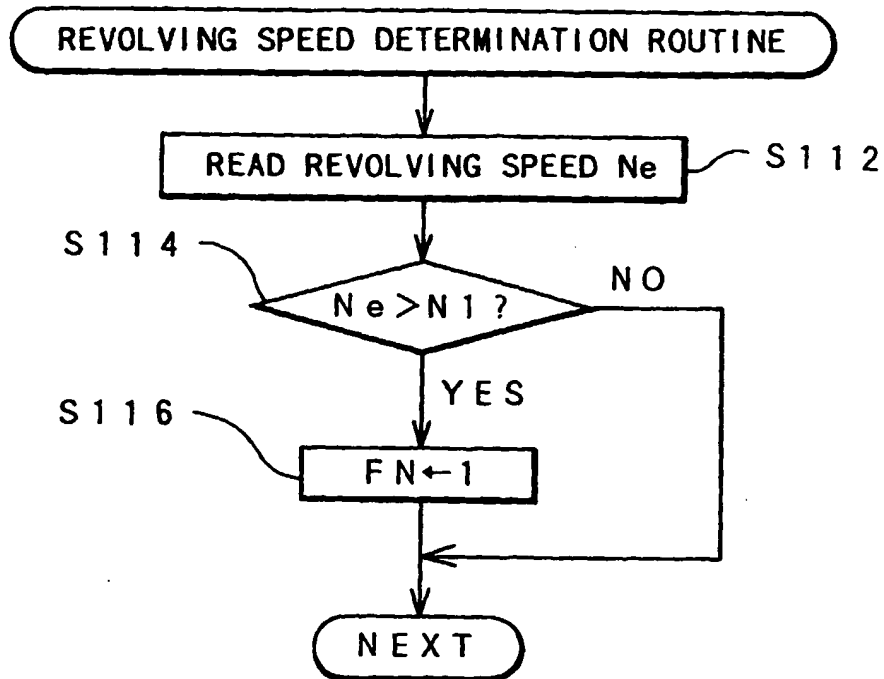 REVOLVING SPEED DETERMINATION ROUTINE
READ REVOLVING SPEED Ne
S112
S114
Ne>N1?
NO
YES
S116
FN←1
NEXT